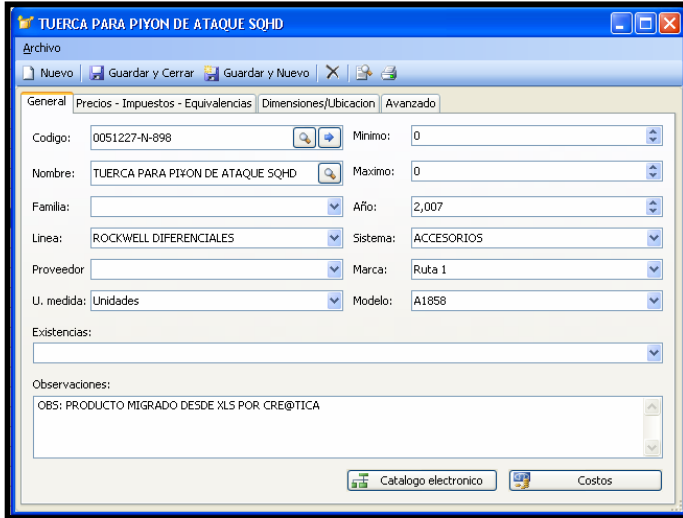 TUERCA PARA PIYON DE ATAQUE SQHD
Archivo
Nuevo Guardar y Cerrar Guardar y Nuevo
General Precios - Impuestos - Equivalencias Dimensiones/Ubicacion Avanzado
Codigo: 0051227-N-898 Minimo: 0
Nombre: TUERCA PARA PI¥ON DE ATAQUE SQHD Maximo: 0
Familia: Año: 2,007
Linea: ROCKWELL DIFERENCIALES Sistema: ACCESORIOS
Proveedor Marca: Ruta 1
U. medida: Unidades Modelo: A1858
Existencias:
Observaciones:
OBS: PRODUCTO MIGRADO DESDE XLS POR CRE@TICA
Catalogo electronico Costos